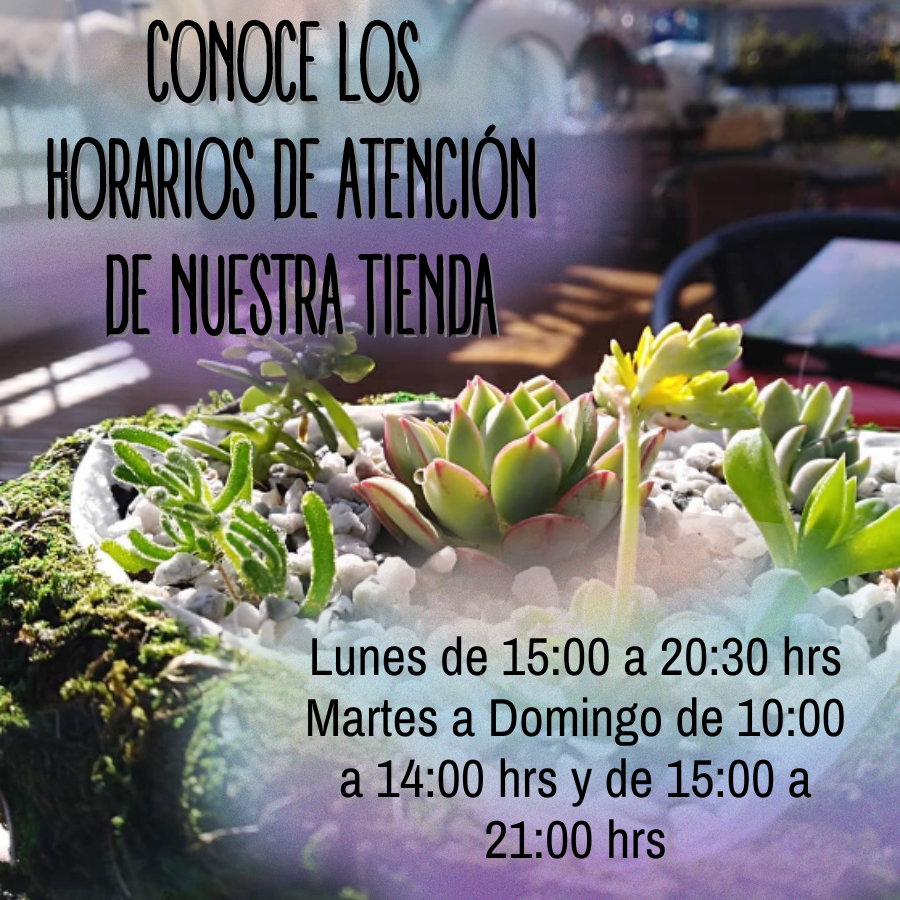 CONOCE LOS
HORARIOS DE ATENCIÓN
DE NUESTRA TIENDA
Lunes de 15:00 a 20:30 hrs
Martes a Domingo de 10:00
a 14:00 hrs y de 15:00 a
21:00 hrs